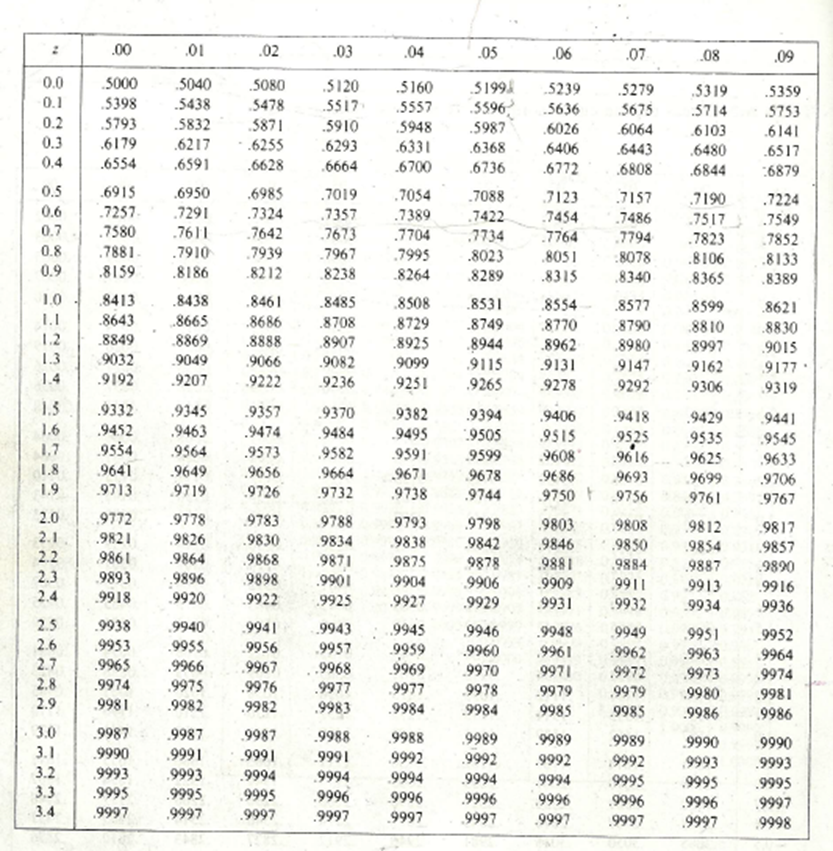 z .00 .01 .02 .03 .04 .05 .06 .07 .08 .09
0.0 .5000 .5040 .5080 .5120 .5160 .5199 .5239 .5279 .5319 .5359
0.1 .5398 .5438 .5478 .5517 .5557 .5596 .5636 .5675 .5714 .5753
0.2 .5793 .5832 .5871 .5910 .5948 .5987 .6026 .6064 .6103 .6141
0.3 .6179 .6217 .6255 .6293 .6331 .6368 .6406 .6443 .6480 .6517
0.4 .6554 .6591 .6628 .6664 .6700 .6736 .6772 .6808 .6844 .6879
0.5 .6915 .6950 .6985 .7019 .7054 .7088 .7123 .7157 .7190 .7224
0.6 .7257 .7291 .7324 .7357 .7389 .7422 .7454 .7486 .7517 .7549
0.7 .7580 .7611 .7642 .7673 .7704 .7734 .7764 .7794 .7823 .7852
0.8 .7881 .7910 .7939 .7967 .7995 .8023 .8051 .8078 .8106 .8133
0.9 .8159 .8186 .8212 .8238 .8264 .8289 .8315 .8340 .8365 .8389
1.0 .8413 .8438 .8461 .8485 .8508 .8531 .8554 .8577 .8599 .8621
1.1 .8643 .8665 .8686 .8708 .8729 .8749 .8770 .8790 .8810 .8830
1.2 .8849 .8869 .8888 .8907 .8925 .8944 .8962 .8980 .8997 .9015
1.3 .9032 .9049 .9066 .9082 .9099 .9115 .9131 .9147 .9162 .9177
1.4 .9192 .9207 .9222 .9236 .9251 .9265 .9278 .9292 .9306 .9319
1.5 .9332 .9345 .9357 .9370 .9382 .9394 .9406 .9418 .9429 .9441
1.6 .9452 .9463 .9474 .9484 .9495 .9505 .9515 .9525 .9535 .9545
1.7 .9554 .9564 .9573 .9582 .9591 .9599 .9608 .9616 .9625 .9633
1.8 .9641 .9649 .9656 .9664 .9671 .9678 .9686 .9693 .9699 .9706
1.9 .9713 .9719 .9726 .9732 .9738 .9744 .9750 .9756 .9761 .9767
2.0 .9772 .9778 .9783 .9788 .9793 .9798 .9803 .9808 .9812 .9817
2.1 .9821 .9826 .9830 .9834 .9838 .9842 .9846 .9850 .9854 .9857
2.2 .9861 .9864 .9868 .9871 .9875 .9878 .9881 .9884 .9887 .9890
2.3 .9893 .9896 .9898 .9901 .9904 .9906 .9909 .9911 .9913 .9916
2.4 .9918 .9920 .9922 .9925 .9927 .9929 .9931 .9932 .9934 .9936
2.5 .9938 .9940 .9941 .9943 .9945 .9946 .9948 .9949 .9951 .9952
2.6 .9953 .9955 .9956 .9957 .9959 .9960 .9961 .9962 .9963 .9964
2.7 .9965 .9966 .9967 .9968 .9969 .9970 .9971 .9972 .9973 .9974
2.8 .9974 .9975 .9976 .9977 .9977 .9978 .9979 .9979 .9980 .9981
2.9 .9981 .9982 .9982 .9983 .9984 .9984 .9985 .9985 .9986 .9986
3.0 .9987 .9987 .9987 .9988 .9988 .9989 .9989 .9989 .9990 .9990
3.1 .9990 .9991 .9991 .9991 .9992 .9992 .9992 .9992 .9993 .9993
3.2 .9993 .9993 .9994 .9994 .9994 .9994 .9994 .9995 .9995 .9995
3.3 .9995 .9995 .9995 .9996 .9996 .9996 .9996 .9996 .9996 .9997
3.4 .9997 .9997 .9997 .9997 .9997 .9997 .9997 .9997 .9997 .9998